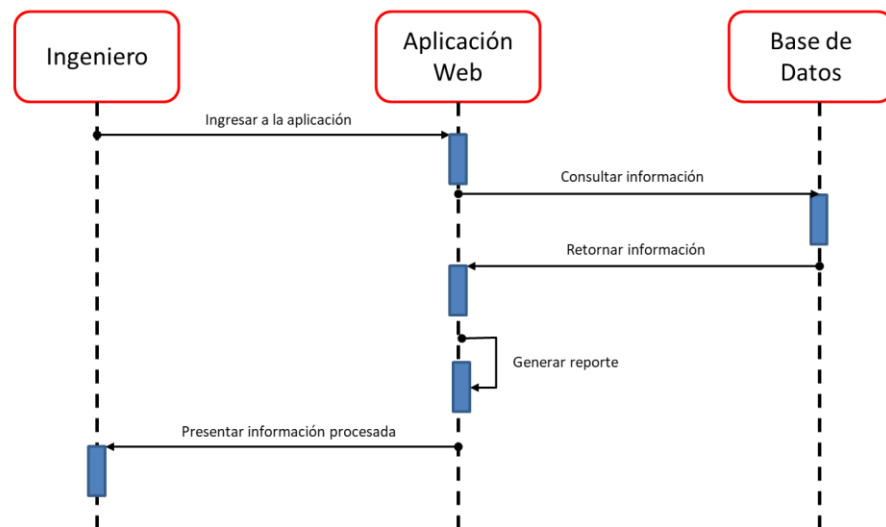 Ingeniero
Aplicación
Web
Base de
Datos
Ingresar a la aplicación
Consultar información
Retornar información
Generar reporte
Presentar información procesada